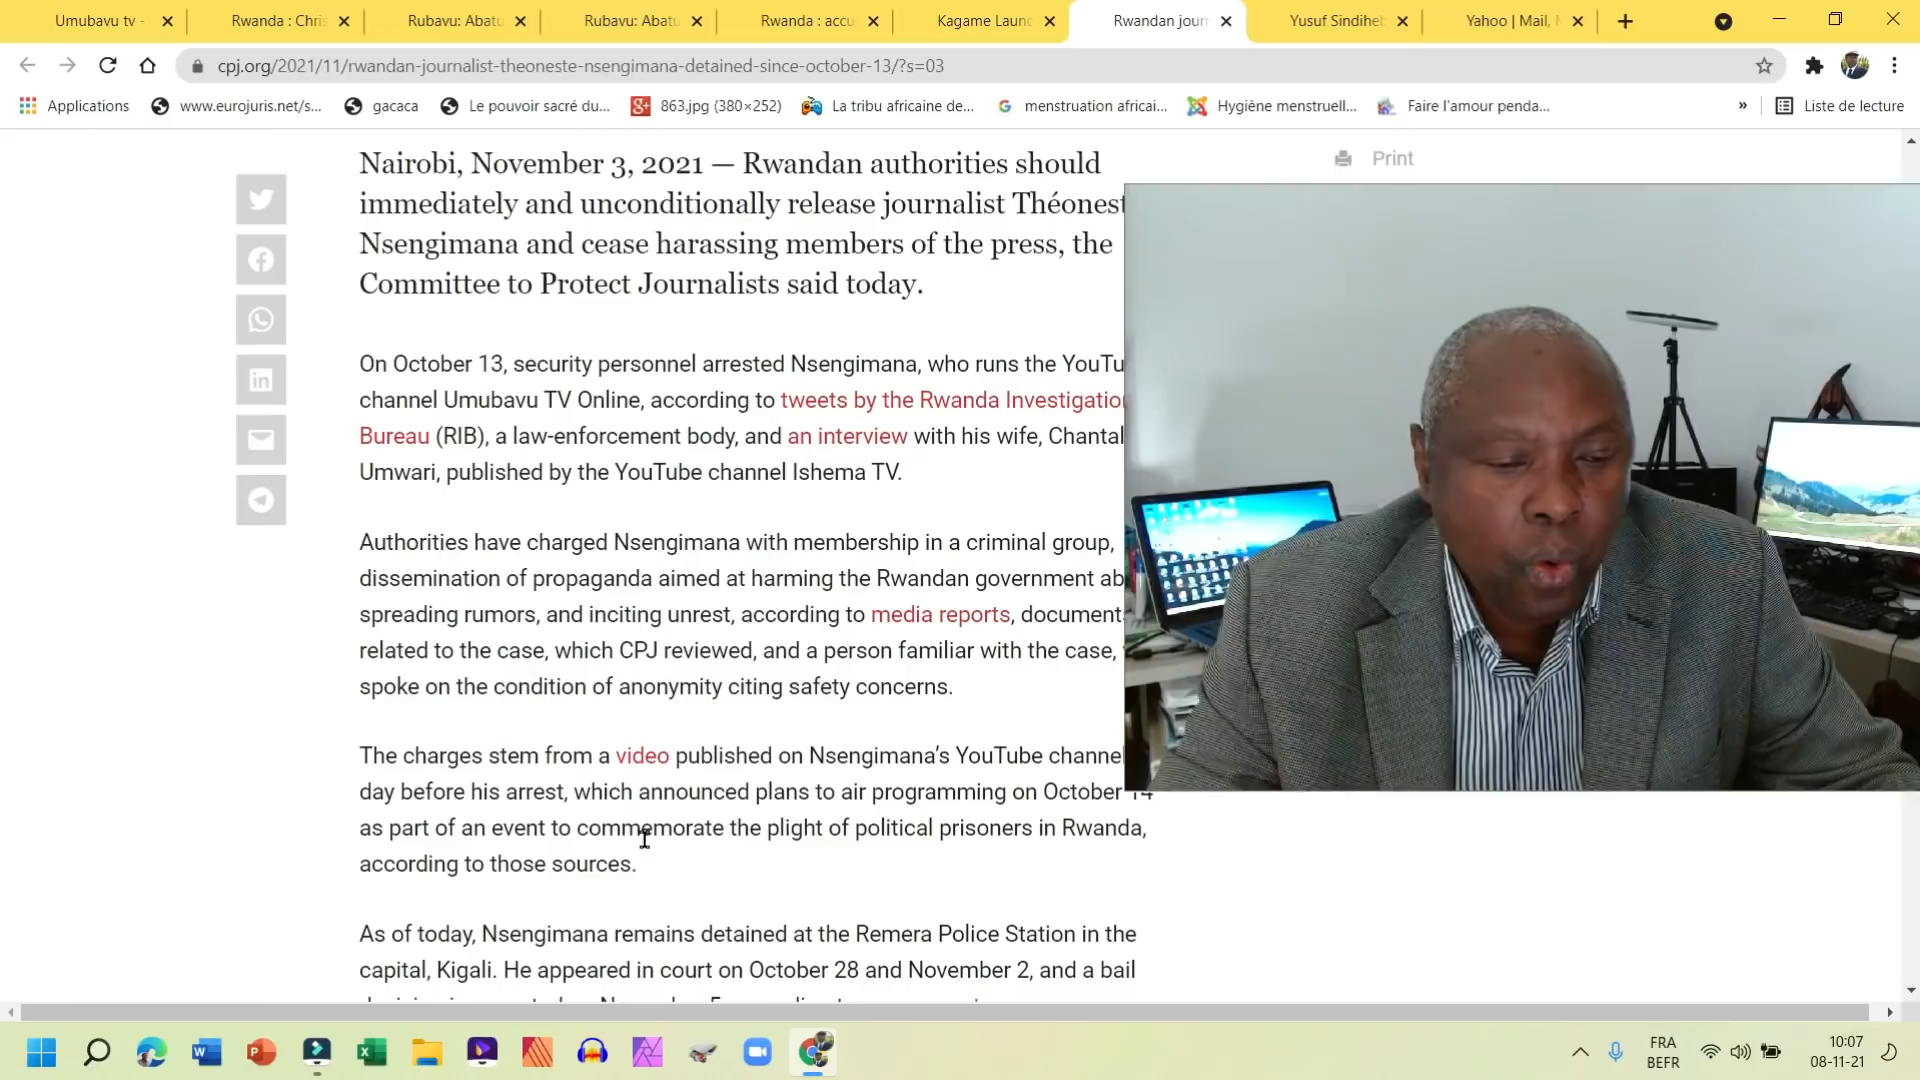 Umubavu tv -
Rwanda : Chris
Rubavu: Abatu
Rubavu: Abatu
Rwanda : accu
Kagame Launc
Rwandan jour
Yusuf Sindiheb
Yahoo | Mail,
cpj.org/2021/11/rwandan-journalist-theoneste-nsengimana-detained-since-october-13/?s=03
Applications
www.eurojuris.net/s...
gacaca
Le pouvoir sacré du...
863.jpg (380×252)
La tribu africaine de...
menstruation africai...
Hygiène menstruell...
Faire l'amour penda...
»
Liste de lecture
Print
Nairobi, November 3, 2021 — Rwandan authorities should
immediately and unconditionally release journalist Théonest
Nsengimana and cease harassing members of the press, the
Committee to Protect Journalists said today.
On October 13, security personnel arrested Nsengimana, who runs the YouTu
channel Umubavu TV Online, according to tweets by the Rwanda Investigation
Bureau (RIB), a law-enforcement body, and an interview with his wife, Chantal
Umwari, published by the YouTube channel Ishema TV.
Authorities have charged Nsengimana with membership in a criminal group,
dissemination of propaganda aimed at harming the Rwandan government ab
spreading rumors, and inciting unrest, according to media reports, document
related to the case, which CPJ reviewed, and a person familiar with the case,
spoke on the condition of anonymity citing safety concerns.
The charges stem from a video published on Nsengimana's YouTube channel
day before his arrest, which announced plans to air programming on October 14
as part of an event to commemorate the plight of political prisoners in Rwanda,
according to those sources.
As of today, Nsengimana remains detained at the Remera Police Station in the
capital, Kigali. He appeared in court on October 28 and November 2, and a bail
FRA
BEFR
10:07
08-11-21